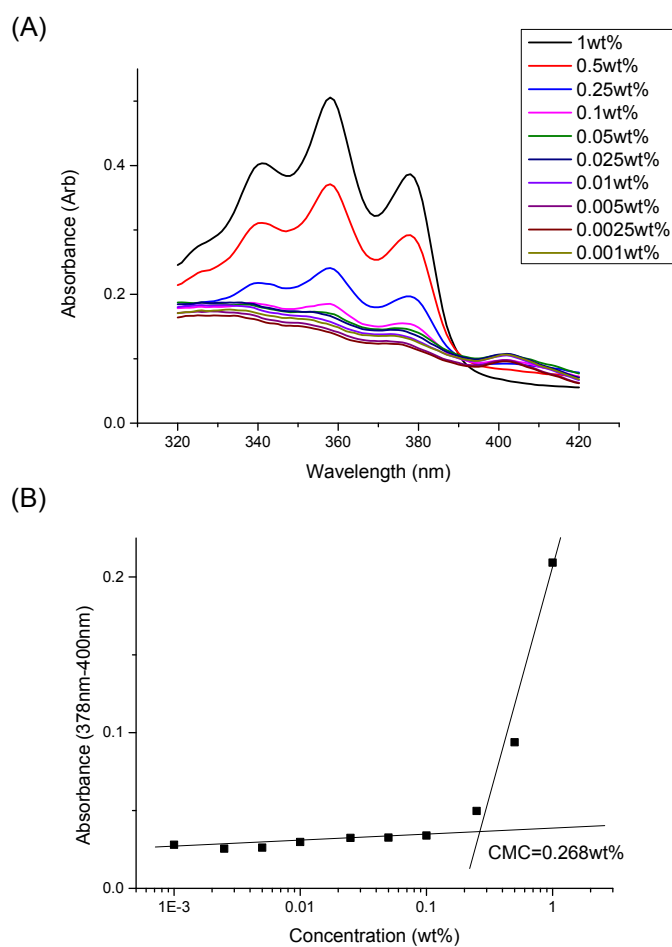 (A)
1wt%
0.5wt%
0.25wt%
0.1wt%
0.05wt%
0.025wt%
0.01wt%
0.005wt%
0.0025wt%
0.001wt%
0.4
0.2
0.0
Absorbance (Arb)
320 340 360 380 400 420
Wavelength (nm)
(B)
0.2
0.1
0.0
Absorbance (378nm-400nm)
CMC=0.268wt%
1E-3 0.01 0.1 1
Concentration (wt%)